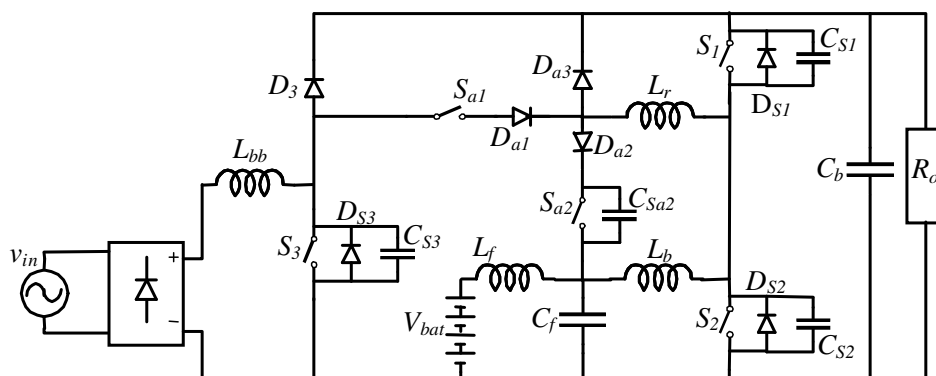 S1
CS1
D3
Da3
Sa1
Lr
DS1
Da1
Da2
Lbb
Cb
Ro
DS3
Sa2
CSa2
S3
CS3
vin
Lf
Lb
DS2
+
Vbat
Cf
S2
−
CS2